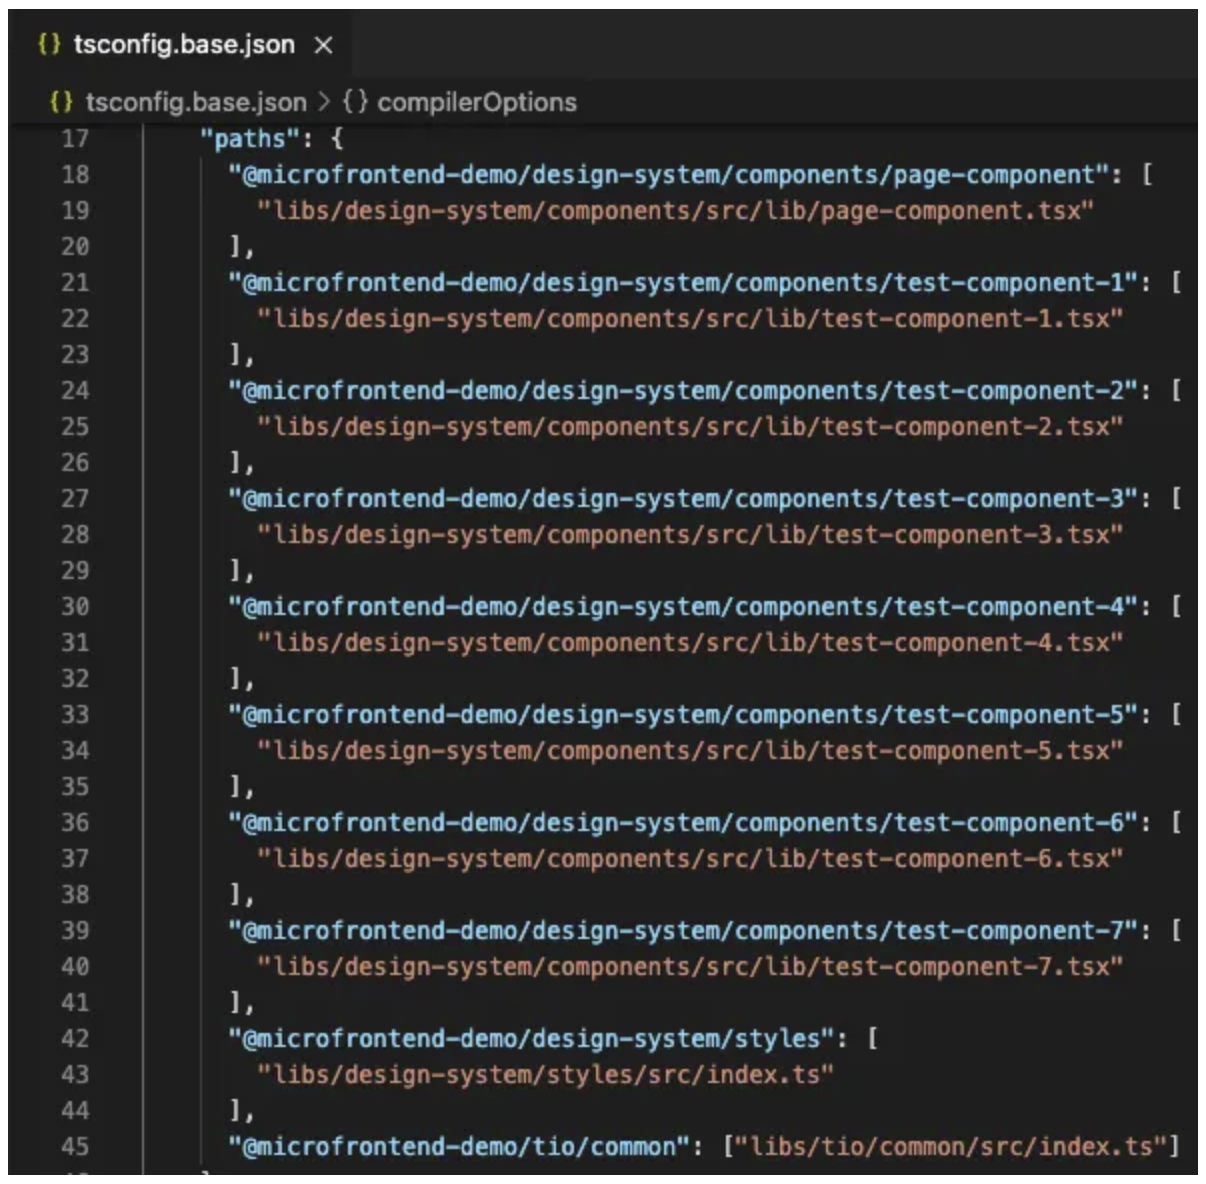 {} tsconfig.base.json ×
{} tsconfig.base.json > {} compilerOptions
17 "paths": {
18 "@microfrontend-demo/design-system/components/page-component": [
19 "libs/design-system/components/src/lib/page-component.tsx"
20 ],
21 "@microfrontend-demo/design-system/components/test-component-1": [
22 "libs/design-system/components/src/lib/test-component-1.tsx"
23 ],
24 "@microfrontend-demo/design-system/components/test-component-2": [
25 "libs/design-system/components/src/lib/test-component-2.tsx"
26 ],
27 "@microfrontend-demo/design-system/components/test-component-3": [
28 "libs/design-system/components/src/lib/test-component-3.tsx"
29 ],
30 "@microfrontend-demo/design-system/components/test-component-4": [
31 "libs/design-system/components/src/lib/test-component-4.tsx"
32 ],
33 "@microfrontend-demo/design-system/components/test-component-5": [
34 "libs/design-system/components/src/lib/test-component-5.tsx"
35 ],
36 "@microfrontend-demo/design-system/components/test-component-6": [
37 "libs/design-system/components/src/lib/test-component-6.tsx"
38 ],
39 "@microfrontend-demo/design-system/components/test-component-7": [
40 "libs/design-system/components/src/lib/test-component-7.tsx"
41 ],
42 "@microfrontend-demo/design-system/styles": [
43 "libs/design-system/styles/src/index.ts"
44 ],
45 "@microfrontend-demo/tio/common": ["libs/tio/common/src/index.ts"]